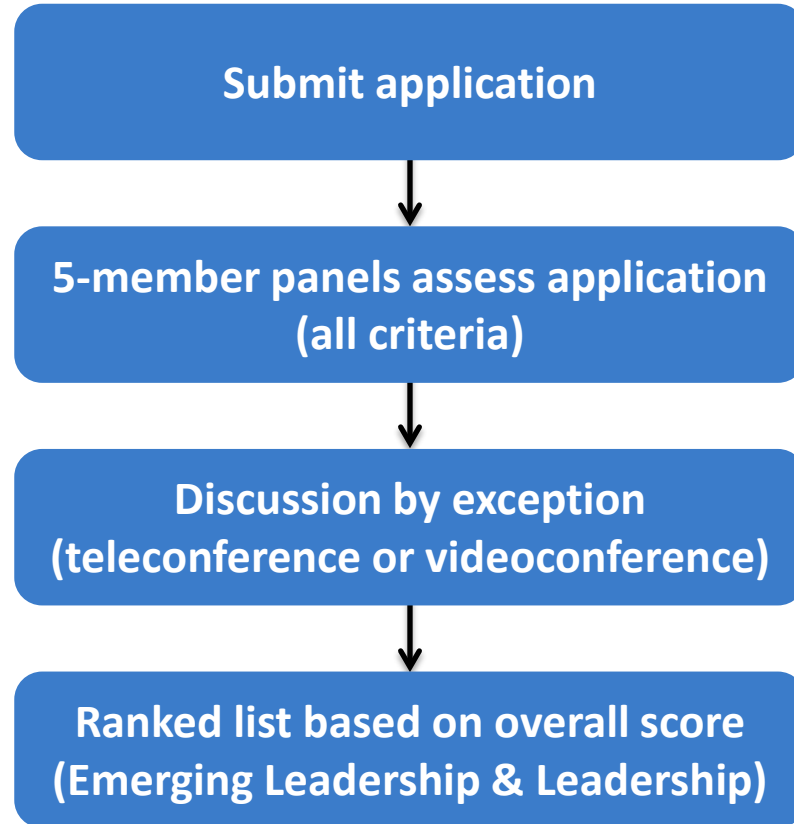 Submit application
5-member panels assess application
(all criteria)
Discussion by exception
(teleconference or videoconference)
Ranked list based on overall score
(Emerging Leadership & Leadership)